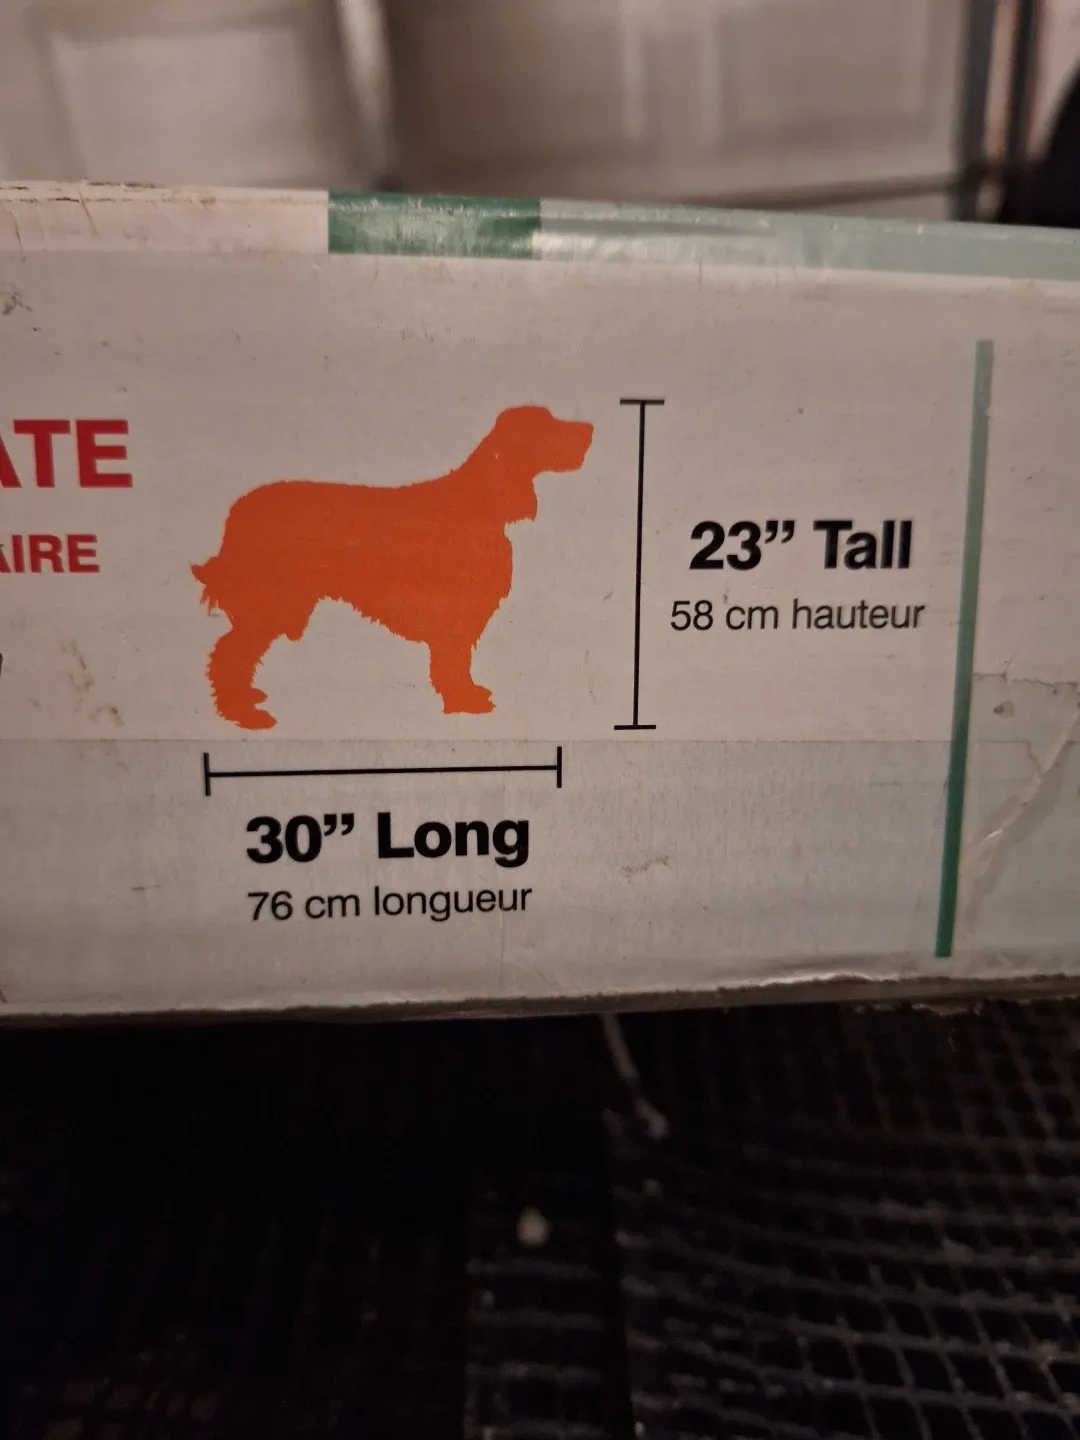 ATE
AIRE
23” Tall
58 cm hauteur
30” Long
76 cm longueur